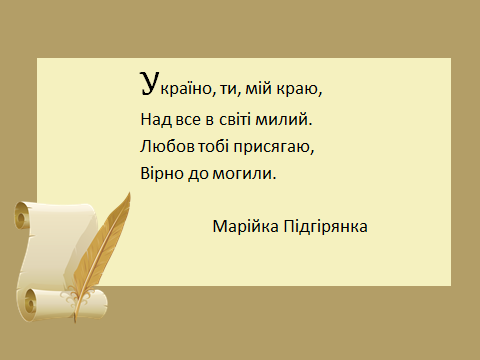 Україно, ти, мій краю,
Над все в світі милий.
Любов тобі присягаю,
Вірно до могили.
Марійка Підгірянка